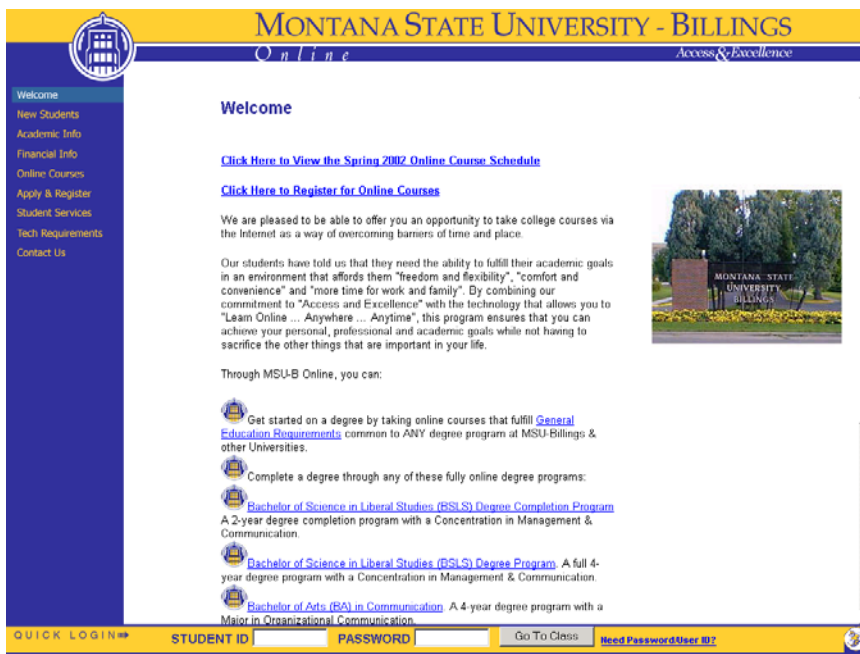 MONTANA STATE UNIVERSITY - BILLINGS
Online
Access & Excellence
Welcome
New Students
Academic Info
Financial Info
Online Courses
Apply & Register
Student Services
Tech Requirements
Contact Us
Welcome
Click Here to View the Spring 2002 Online Course Schedule
Click Here to Register for Online Courses
We are pleased to be able to offer you an opportunity to take college courses via
the Internet as a way of overcoming barriers of time and place.
Our students have told us that they need the ability to fulfill their academic goals
in an environment that affords them "freedom and flexibility", "comfort and
convenience" and "more time for work and family". By combining our
commitment to "Access and Excellence" with the technology that allows you to
"Learn Online ... Anywhere ... Anytime", this program ensures that you can
achieve your personal, professional and academic goals while not having to
sacrifice the other things that are important in your life.
MONTANA STATE
UNIVERSITY
BILLINGS
Through MSU-B Online, you can:
Get started on a degree by taking online courses that fulfill General
Education Requirements common to ANY degree program at MSU-Billings &
other Universities.
Complete a degree through any of these fully online degree programs:
Bachelor of Science in Liberal Studies (BSLS) Degree Completion Program
A 2-year degree completion program with a Concentration in Management &
Communication.
Bachelor of Science in Liberal Studies (BSLS) Degree Program. A full 4-
year degree program with a Concentration in Management & Communication.
Bachelor of Arts (BA) in Communication. A 4-year degree program with a
Major in Organizational Communication.
QUICK LOGIN
STUDENT ID
PASSWORD
Go To Class
Need Password/User ID?